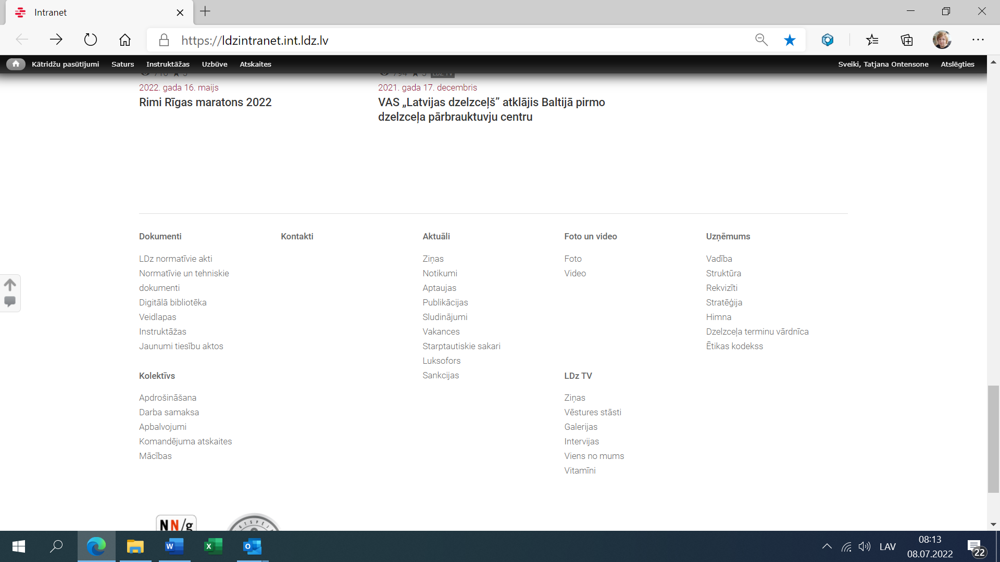 Intranet
https://ldzintranet.int.ldz.lv
Kātridžu pasūtījumi Saturs Instruktāžas Uzbūve Atskaites Sveiki, Tatjana Ontensone Atslēgties
2022. gada 16. maijs
Rimi Rīgas maratons 2022
2021. gada 17. decembris
VAS „Latvijas dzelzceļš” atklājis Baltijā pirmo
dzelzceļa pārbrauktuvju centru
Dokumenti
LDz normatīvie akti
Normatīvie un tehniskie
dokumenti
Digitālā bibliotēka
Veidlapas
Instruktāžas
Jaunumi tiesību aktos
Kontakti
Aktuāli
Ziņas
Notikumi
Aptaujas
Publikācijas
Sludinājumi
Vakances
Starptautiskie sakari
Luksofors
Sankcijas
Foto un video
Foto
Video
Uzņēmums
Vadība
Struktūra
Rekvizīti
Stratēģija
Himna
Dzelzceļa terminu vārdnīca
Ētikas kodekss
Kolektīvs
Apdrošināšana
Darba samaksa
Apbalvojumi
Komandējuma atskaites
Mācības
LDz TV
Ziņas
Vēstures stāsti
Galerijas
Intervijas
Viens no mums
Vitamīni
NN/g
LAV
08:13
08.07.2022
22